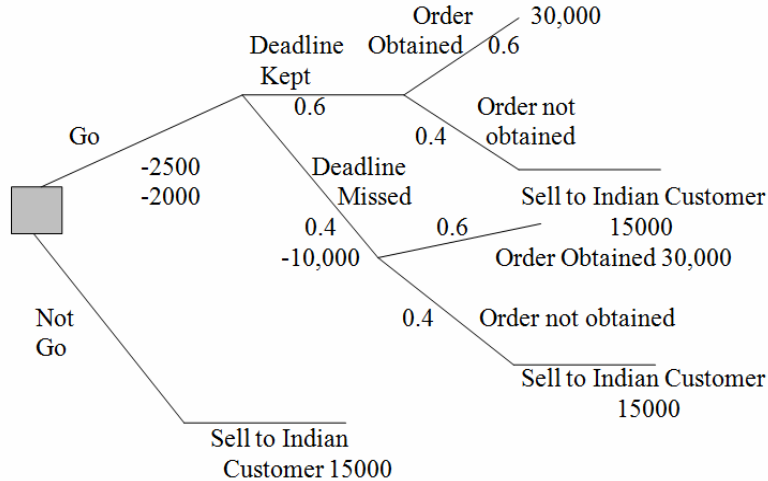 Order
30,000
Deadline
Obtained
0.6
Kept
0.6
Order not
obtained
0.4
Go
-2500
-2000
Deadline
Missed
Sell to Indian Customer
15000
0.4
0.6
-10,000
Order Obtained 30,000
Not
Go
0.4
Order not obtained
Sell to Indian Customer
15000
Sell to Indian
Customer 15000